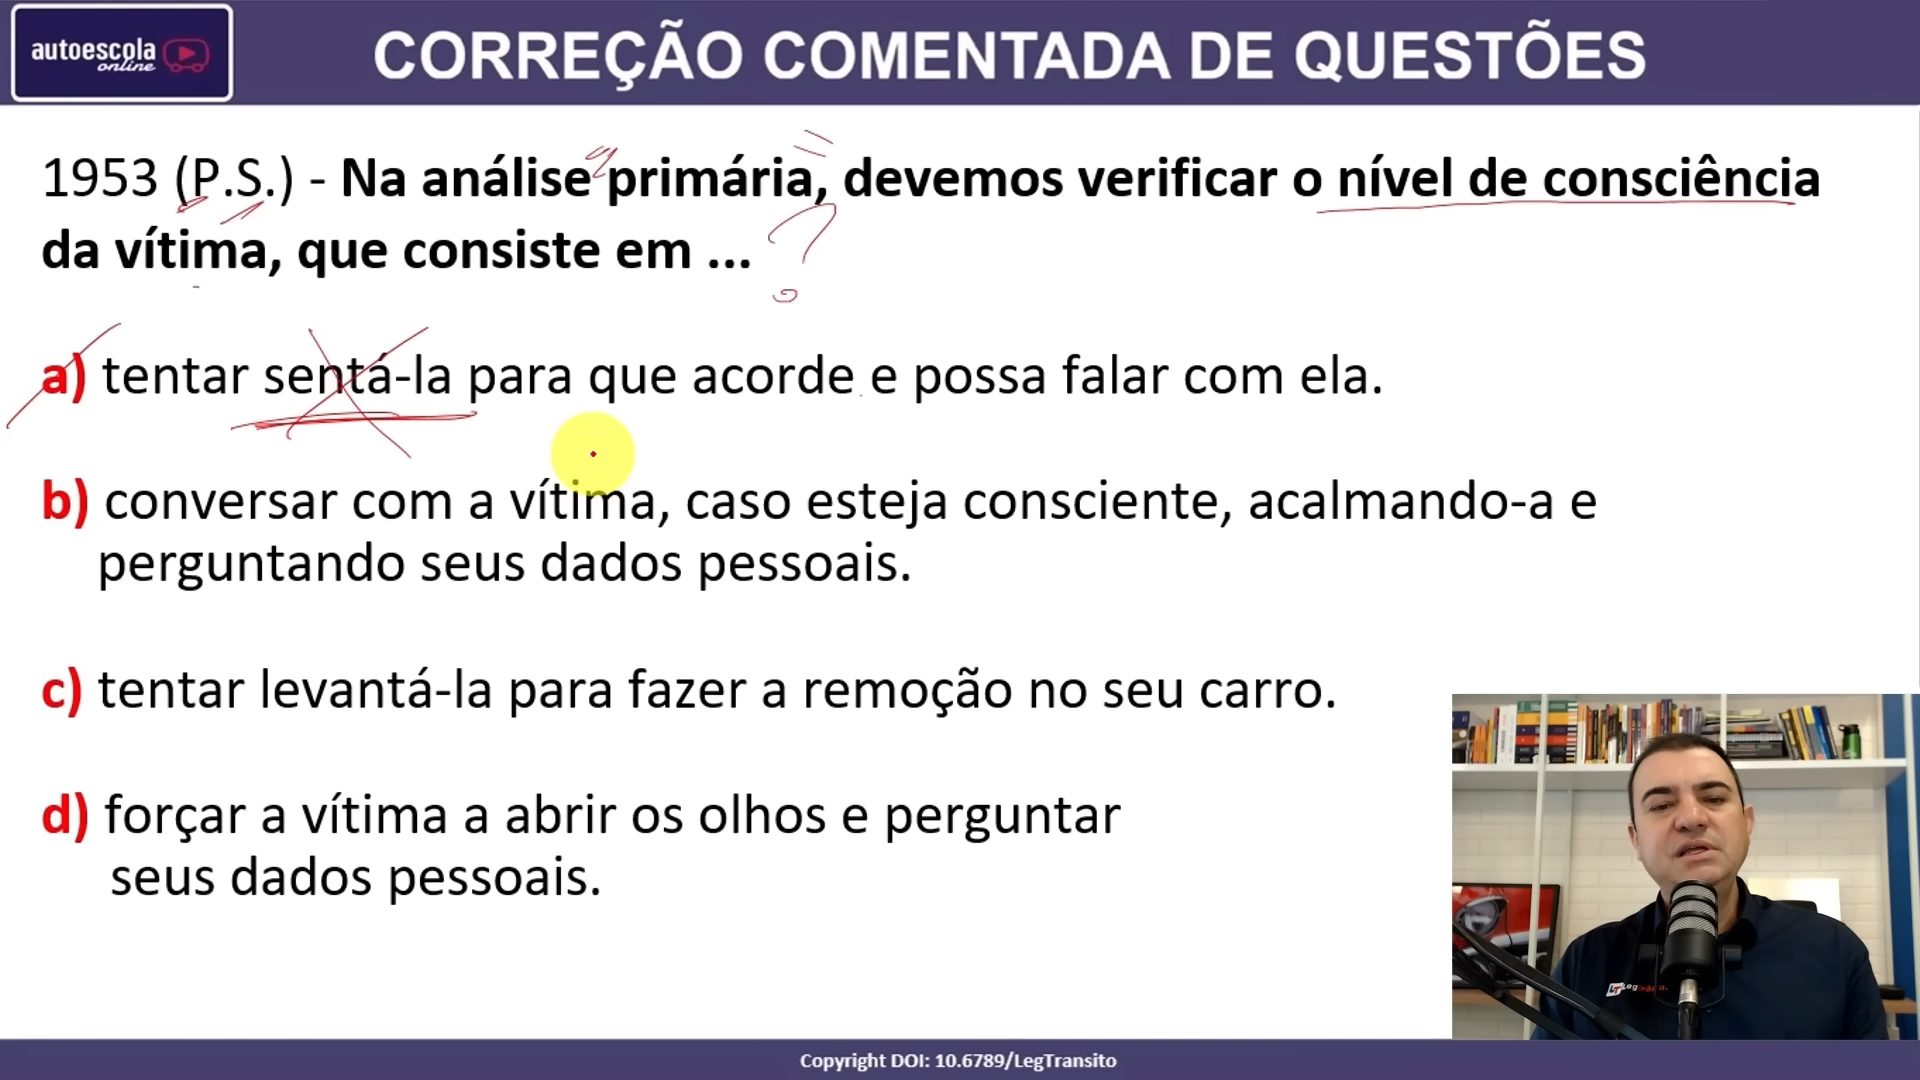 autoescola
online
CORREÇÃO COMENTADA DE QUESTÕES
1953 (P.S.) - Na análise primária, devemos verificar o nível de consciência
da vítima, que consiste em ...
?
a) tentar sentá-la para que acorde e possa falar com ela.
b) conversar com a vítima, caso esteja consciente, acalmando-a e
perguntando seus dados pessoais.
c) tentar levantá-la para fazer a remoção no seu carro.
d) forçar a vítima a abrir os olhos e perguntar
seus dados pessoais.
Copyright DOI: 10.6789/LegTransito